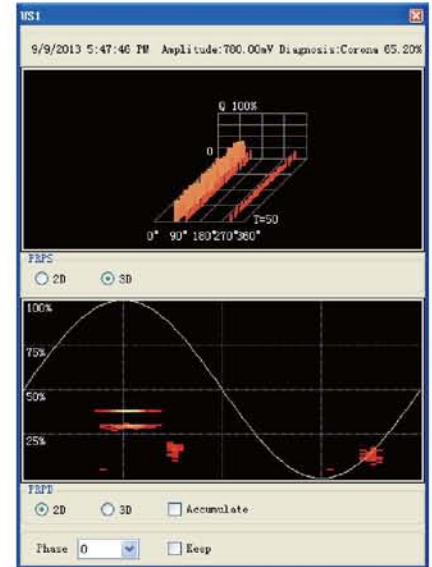 US1
9/9/2013 5:47:46 PM Amplitude:780.00mV Diagnosis:Corona 65.20%
Q 100%
0
T=50
0° 90° 180°270°360°
PRPS
2D 3D
100%
75%
50%
25%
PRPD
2D 3D Accumulate
Phase 0 Keep